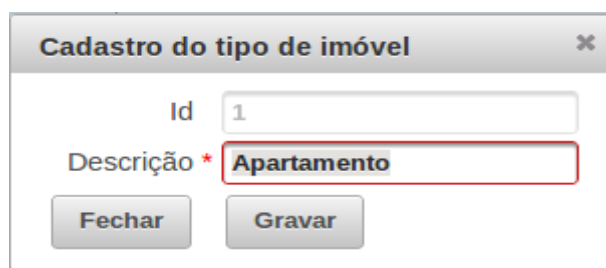 Cadastro do tipo de imóvel
Id 1
Descrição * Apartamento
Fechar Gravar